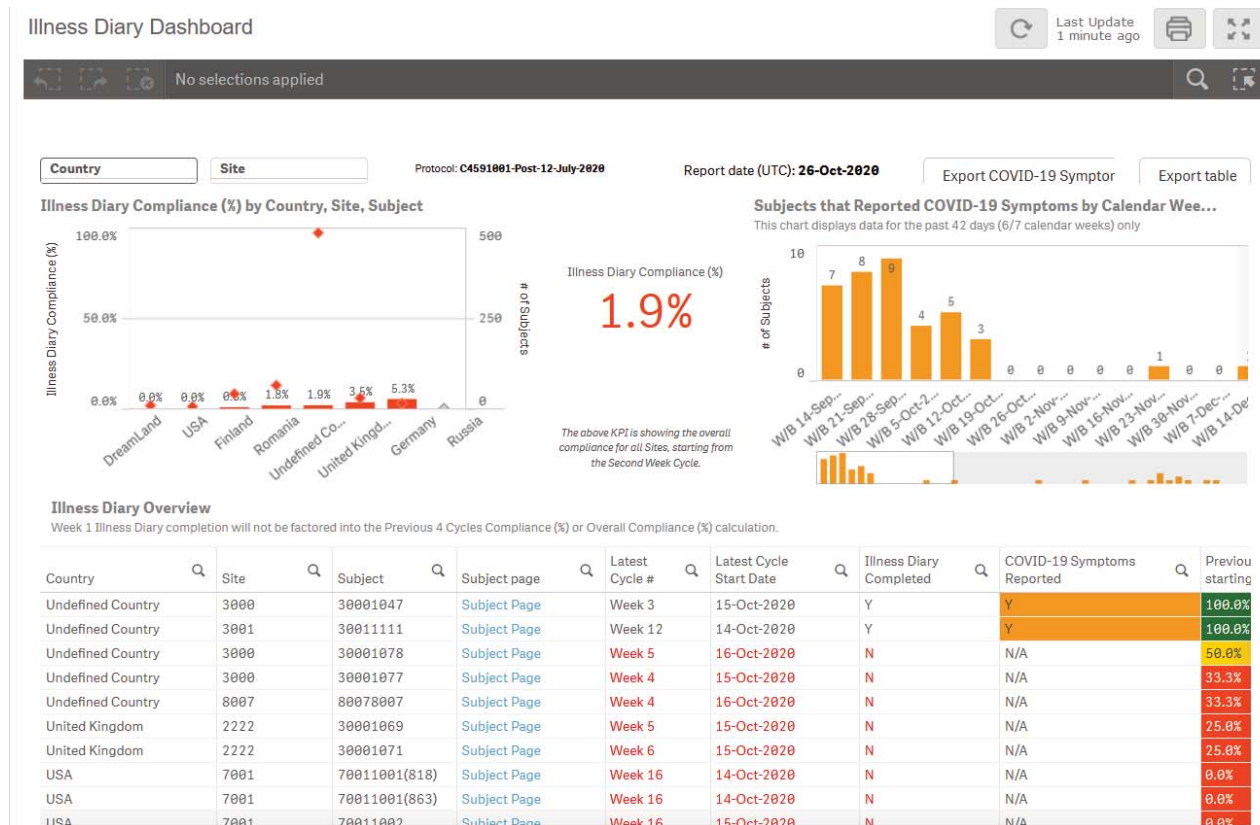 Illness Diary Dashboard
Last Update
1 minute ago
No selections applied
Country
Site
Protocol: C4591001-Post-12-July-2020
Report date (UTC): 26-Oct-2020
Export COVID-19 Symptor
Export table
Illness Diary Compliance (%) by Country, Site, Subject
100.0%
50.0%
0.0%
Illness Diary Compliance (%)
500
250
0
# of Subjects
0.0% 0.0% 0.8% 1.8% 1.9% 3.5% 5.3%
DreamLand
USA
Finland
Romania
Undefined Co...
United Kingd...
Germany
Russia
Illness Diary Compliance (%)
1.9%
The above KPI is showing the overall
compliance for all Sites, starting from
the Second Week Cycle.
Subjects that Reported COVID-19 Symptoms by Calendar Wee...
This chart displays data for the past 42 days (6/7 calendar weeks) only
10
0
# of Subjects
7 8 9 4 5 3 0 0 0 0 0 1 0 0
W/B 14-Sep...
W/B 21-Sep...
W/B 28-Sep...
W/B 5-Oct-2...
W/B 12-Oct...
W/B 19-Oct...
W/B 26-Oct...
W/B 2-Nov-...
W/B 9-Nov-...
W/B 16-Nov...
W/B 23-Nov...
W/B 30-Nov...
W/B 7-Dec-...
W/B 14-De
Illness Diary Overview
Week 1 Illness Diary completion will not be factored into the Previous 4 Cycles Compliance (%) or Overall Compliance (%) calculation.
Country Site Subject Subject page Latest Cycle # Latest Cycle Start Date Illness Diary Completed COVID-19 Symptoms Reported Previou starting
Undefined Country 3000 30001047 Subject Page Week 3 15-Oct-2020 Y Y 100.0%
Undefined Country 3001 30011111 Subject Page Week 12 14-Oct-2020 Y Y 100.0%
Undefined Country 3000 30001078 Subject Page Week 5 16-Oct-2020 N N/A 50.0%
Undefined Country 3000 30001077 Subject Page Week 4 15-Oct-2020 N N/A 33.3%
Undefined Country 8007 80078007 Subject Page Week 4 16-Oct-2020 N N/A 33.3%
United Kingdom 2222 30001069 Subject Page Week 5 15-Oct-2020 N N/A 25.0%
United Kingdom 2222 30001071 Subject Page Week 6 15-Oct-2020 N N/A 25.0%
USA 7001 70011001(818) Subject Page Week 16 14-Oct-2020 N N/A 0.0%
USA 7001 70011001(863) Subject Page Week 16 14-Oct-2020 N N/A 0.0%
USA 7001 70011002 Subject Page Week 16 15-Oct-2020 N N/A 0.0%